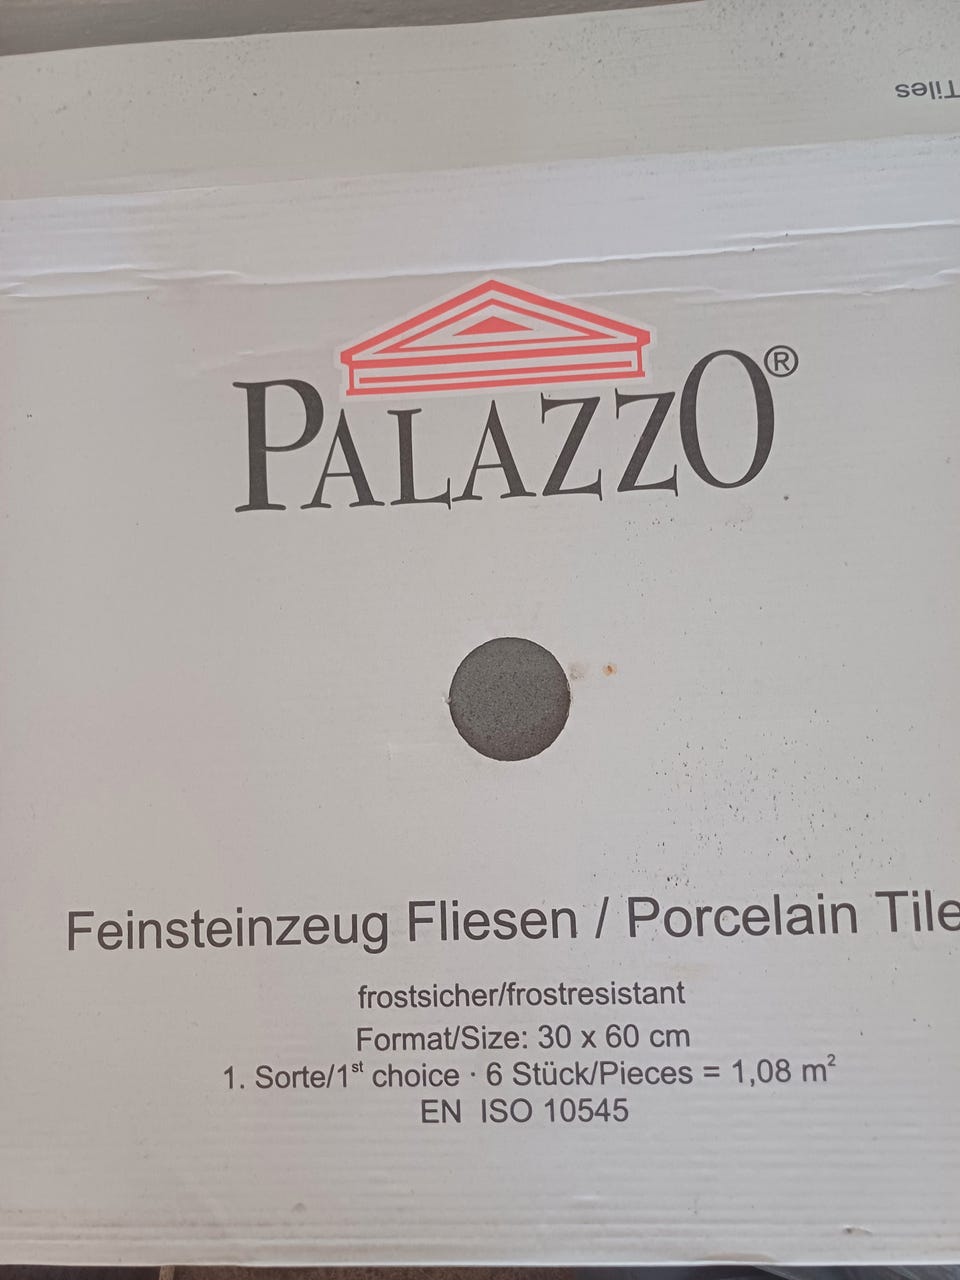 Tiles
PALAZZO®
Feinsteinzeug Fliesen / Porcelain Tile
frostsicher/frostresistant
Format/Size: 30 x 60 cm
1. Sorte/1st choice · 6 Stück/Pieces = 1,08 m²
EN ISO 10545